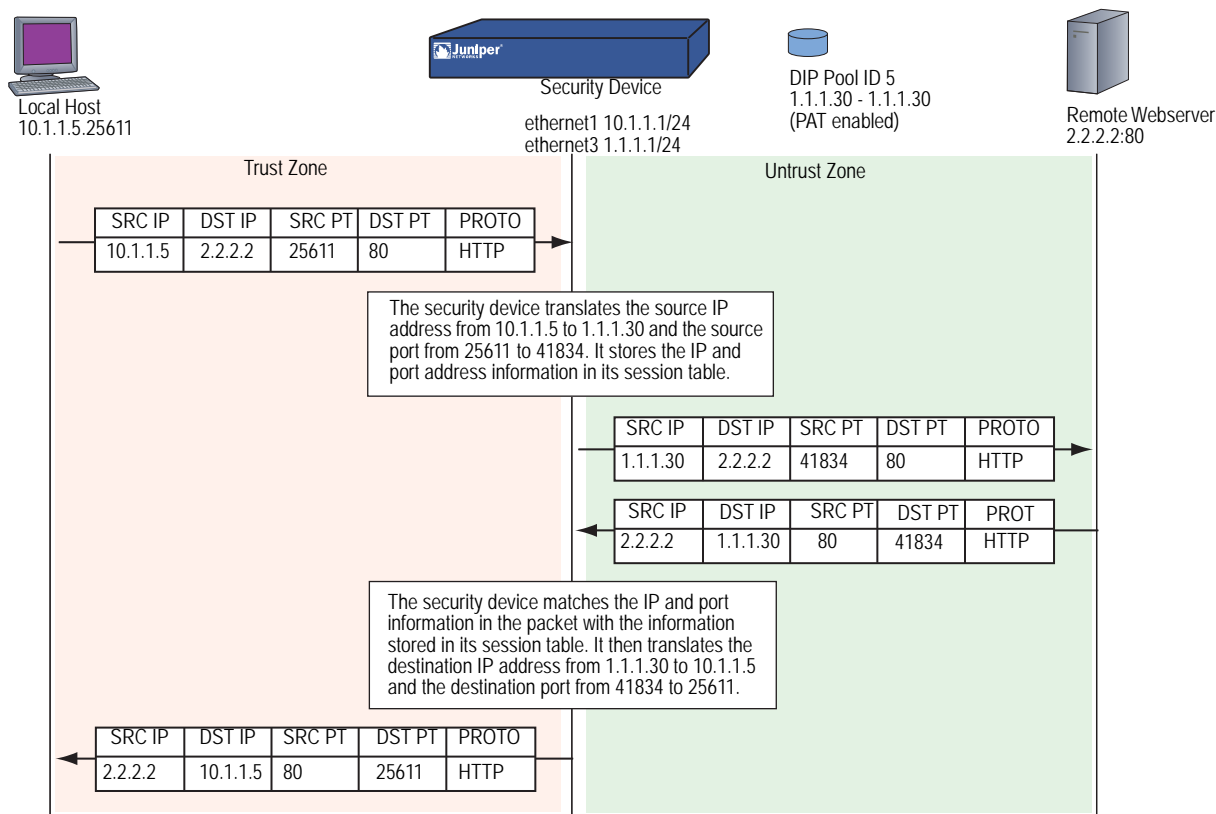 Juniper
NETWORKS
Local Host
10.1.1.5.25611
Security Device
ethernet1 10.1.1.1/24
ethernet3 1.1.1.1/24
DIP Pool ID 5
1.1.1.30 - 1.1.1.30
(PAT enabled)
Remote Webserver
2.2.2.2:80
Trust Zone
Untrust Zone
SRC IP DST IP SRC PT DST PT PROTO
10.1.1.5 2.2.2.2 25611 80 HTTP
The security device translates the source IP
address from 10.1.1.5 to 1.1.1.30 and the source
port from 25611 to 41834. It stores the IP and
port address information in its session table.
SRC IP DST IP SRC PT DST PT PROTO
1.1.1.30 2.2.2.2 41834 80 HTTP
SRC IP DST IP SRC PT DST PT PROT
2.2.2.2 1.1.1.30 80 41834 HTTP
The security device matches the IP and port
information in the packet with the information
stored in its session table. It then translates the
destination IP address from 1.1.1.30 to 10.1.1.5
and the destination port from 41834 to 25611.
SRC IP DST IP SRC PT DST PT PROTO
2.2.2.2 10.1.1.5 80 25611 HTTP